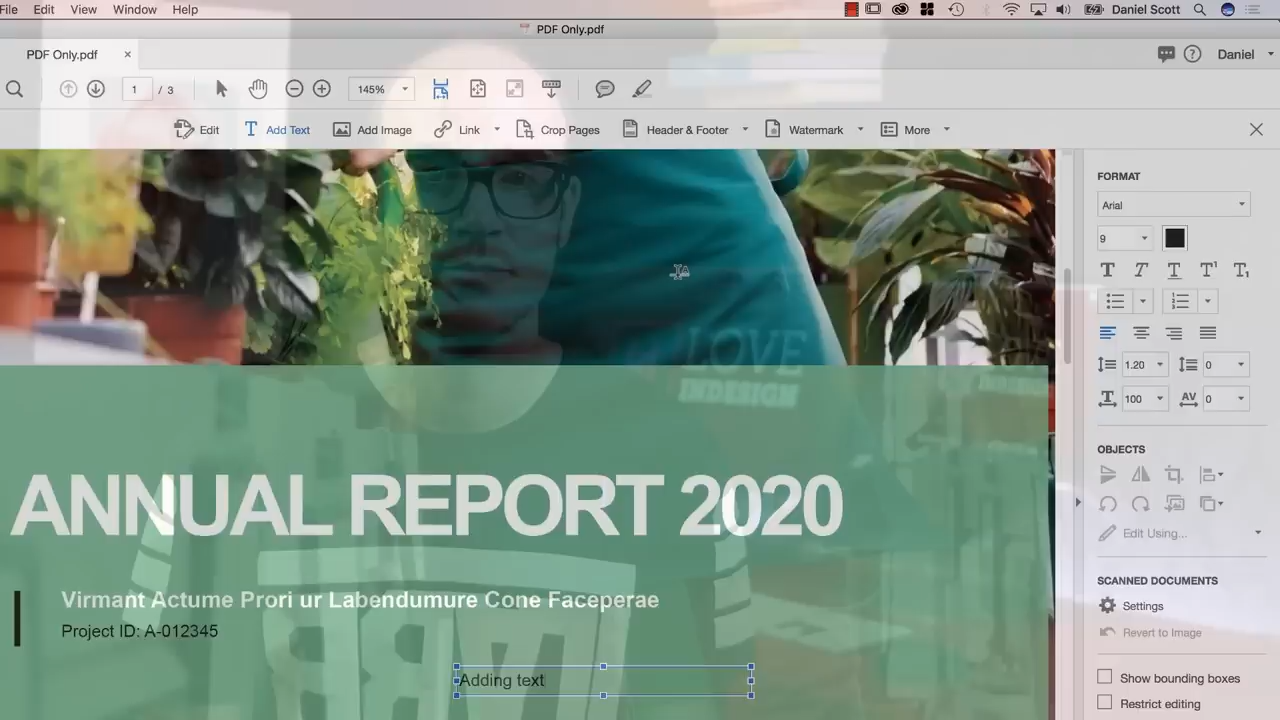 File Edit View Window Help Daniel Scott
PDF Only.pdf
PDF Only.pdf Daniel
1 / 3 145%
Edit Add Text Add Image Link Crop Pages Header & Footer Watermark More
FORMAT
Arial
9
1.20 0
100 0
LOVE
INDESIGN
OBJECTS
ANNUAL REPORT 2020
Edit Using...
SCANNED DOCUMENTS
Virmant Actume Prori ur Labendumure Cone Faceperae
Settings
Project ID: A-012345
Revert to Image
Adding text
Show bounding boxes
Restrict editing